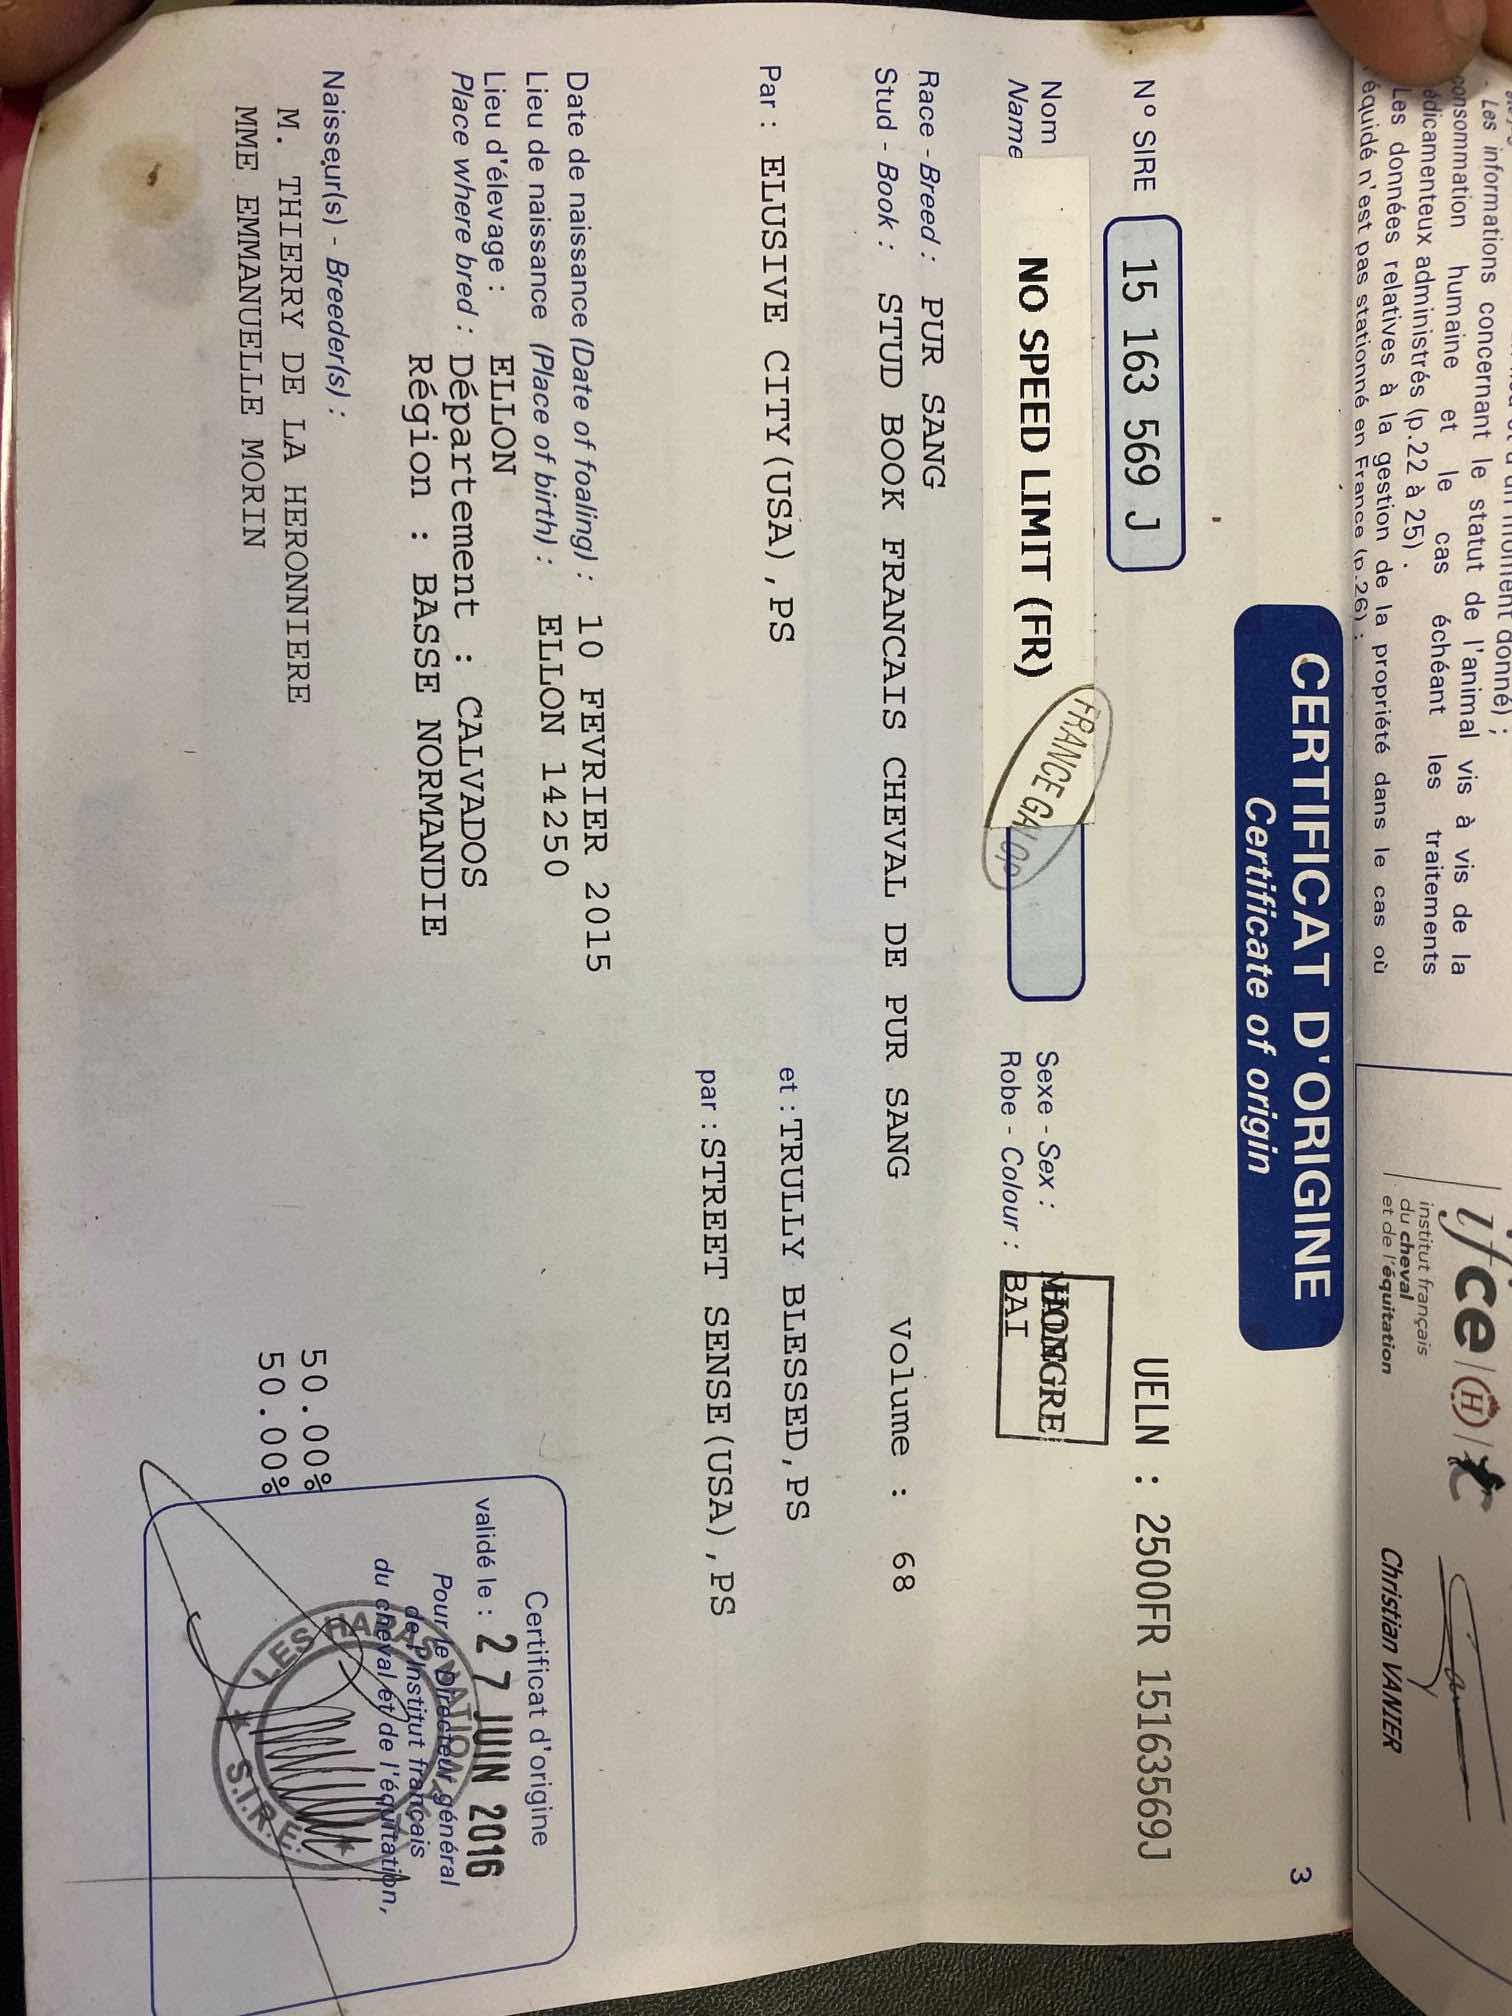 - Les informations concernant le statut de l'animal vis à vis de la
consommation humaine et le cas échéant les traitements
édicamenteux administrés (p.22 à 25).
Les données relatives à la gestion de la propriété dans le cas où
équidé n'est pas stationné en France (p.26) :
ifce
institut français
du cheval
et de l'équitation
Christian VANIER
3
CERTIFICAT D'ORIGINE
Certificate of origin
N° SIRE 15 163 569 J UELN : 2500FR 15163569J
Nom Sexe - Sex : HONGRE
Name NO SPEED LIMIT (FR) Robe - Colour : BAI
FRANCE GALOP
Race - Breed : PUR SANG
Stud - Book : STUD BOOK FRANCAIS CHEVAL DE PUR SANG Volume : 68
Par : ELUSIVE CITY(USA),PS et : TRULLY BLESSED,PS
par : STREET SENSE(USA),PS
Date de naissance (Date of foaling) : 10 FEVRIER 2015
Lieu de naissance (Place of birth) : ELLON 14250
Lieu d'élevage : ELLON
Place where bred : Département : CALVADOS
Région : BASSE NORMANDIE
Naisseur(s) - Breeder(s) :
M. THIERRY DE LA HERONNIERE 50.00%
MME EMMANUELLE MORIN 50.00%
Certificat d'origine
validé le : 27 JUIN 2016
Pour le Directeur général
de l'Institut français
du cheval et de l'équitation,
LES HARAS NATIONAUX
S.I.R.E.